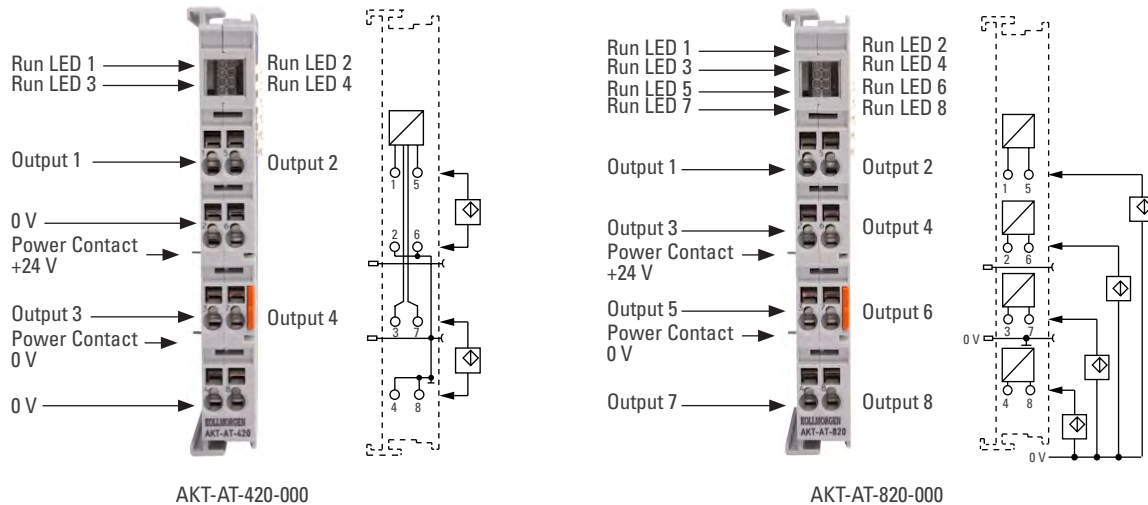 Run LED 1
Run LED 3
Run LED 2
Run LED 4
Output 1
Output 2
0 V
Power Contact
+24 V
Output 3
Output 4
Power Contact
0 V
0 V
KOLLMORGEN
AKT-AT-420
1 5
2 6
3 7
4 8
AKT-AT-420-000
Run LED 1
Run LED 3
Run LED 5
Run LED 7
Run LED 2
Run LED 4
Run LED 6
Run LED 8
Output 1
Output 2
Output 3
Output 4
Power Contact
+24 V
Output 5
Output 6
Power Contact
0 V
Output 7
Output 8
KOLLMORGEN
AKT-AT-820
1 5
2 6
3 7
0 V
4 8
0 V
AKT-AT-820-000